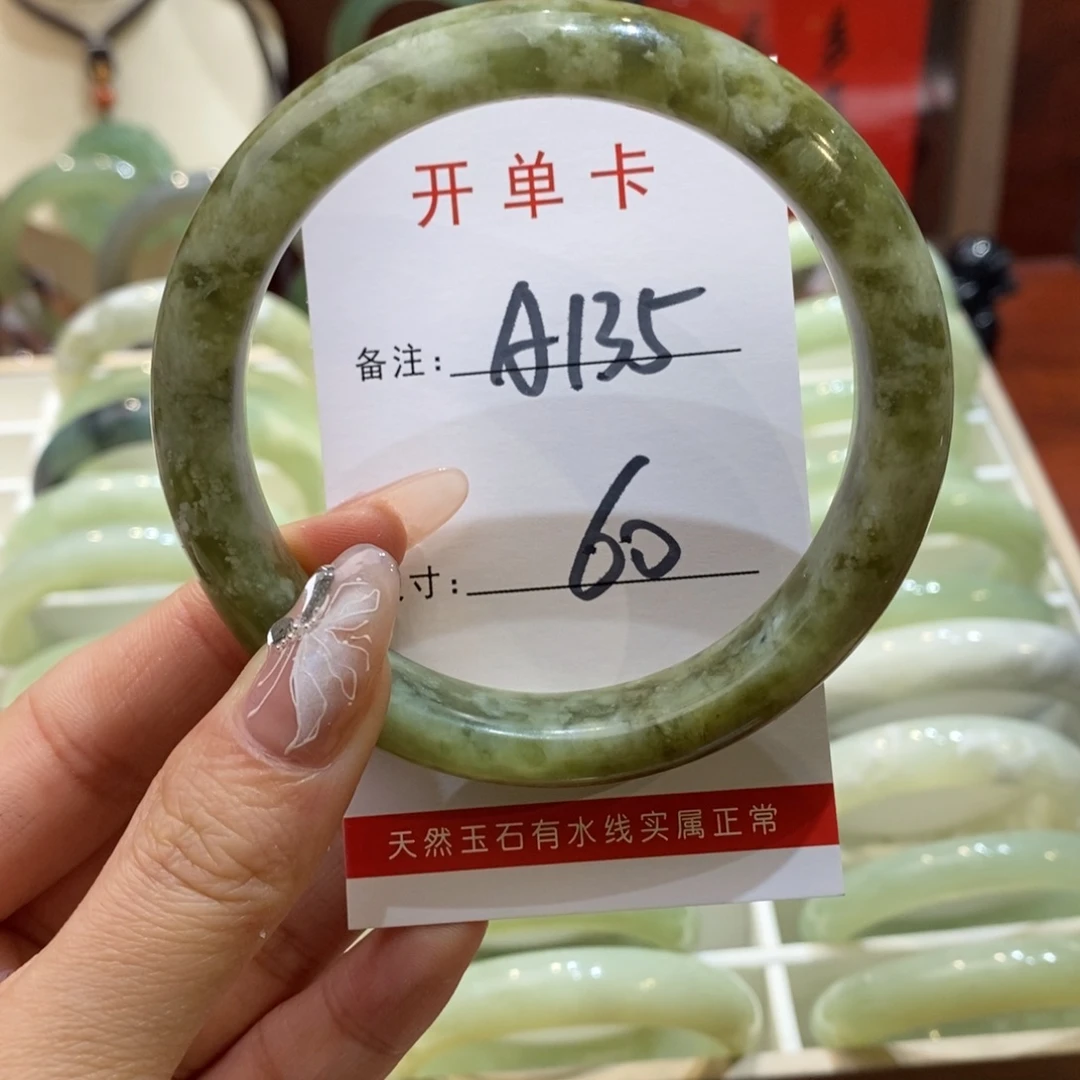 开单卡
备注: A135
寸: 60
天然玉石有水线实属正常